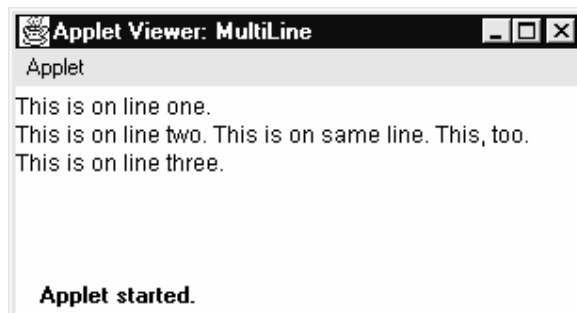 Applet Viewer: MultiLine
Applet
This is on line one.
This is on line two. This is on same line. This, too.
This is on line three.
Applet started.